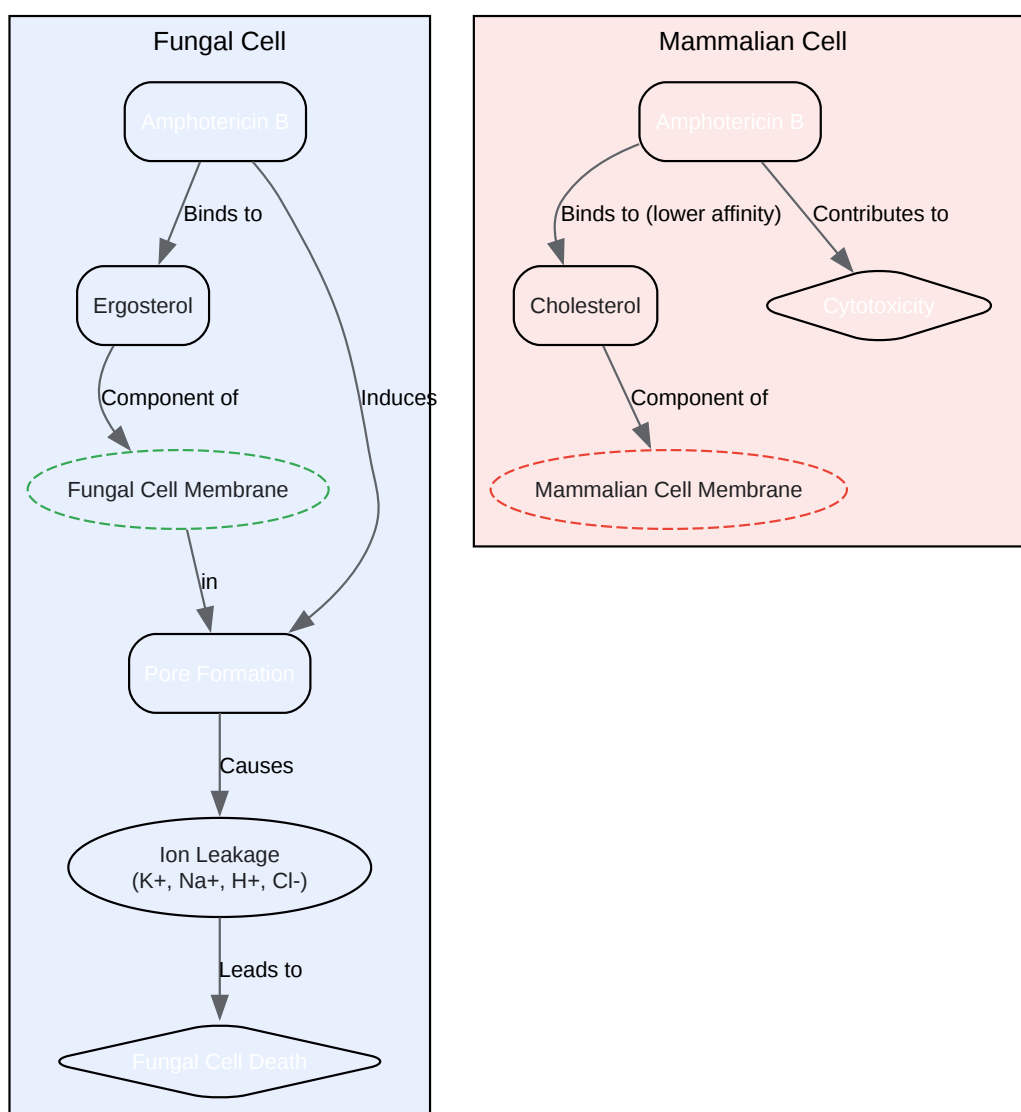 Fungal Cell
Amphotericin B
Binds to
Ergosterol
Component of
Induces
Fungal Cell Membrane
in
Pore Formation
Causes
Ion Leakage
(K+, Na+, H+, Cl-)
Leads to
Fungal Cell Death
Mammalian Cell
Amphotericin B
Binds to (lower affinity)
Contributes to
Cholesterol
Cytotoxicity
Component of
Mammalian Cell Membrane